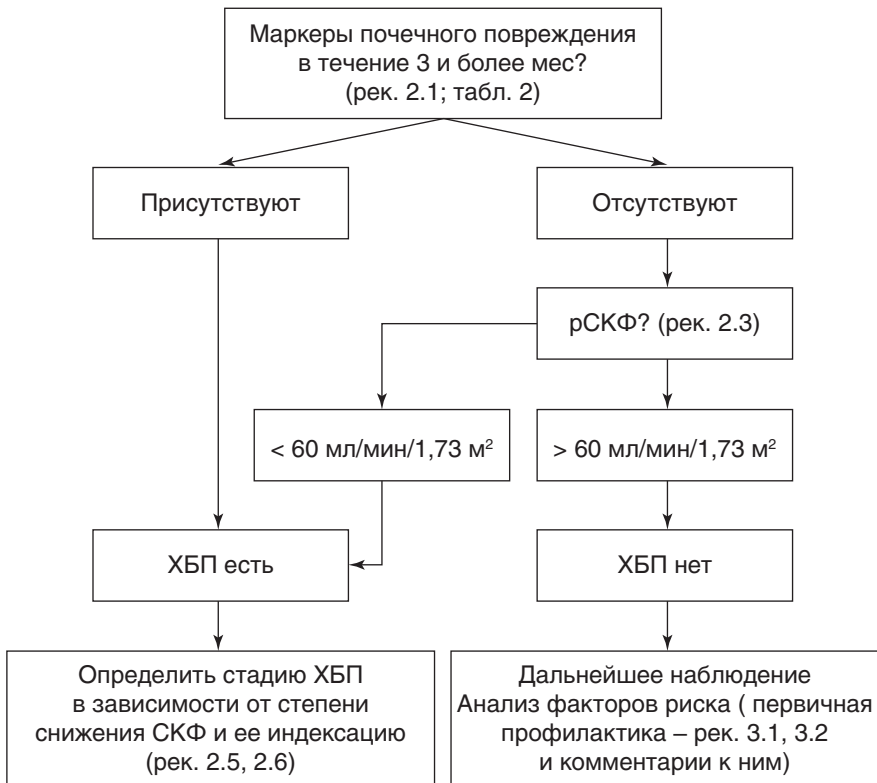 Маркеры почечного повреждения
в течение 3 и более мес?
(рек. 2.1; табл. 2)
Присутствуют
Отсутствуют
рСКФ? (рек. 2.3)
< 60 мл/мин/1,73 м²
> 60 мл/мин/1,73 м²
ХБП есть
ХБП нет
Определить стадию ХБП
в зависимости от степени
снижения СКФ и ее индексацию
(рек. 2.5, 2.6)
Дальнейшее наблюдение
Анализ факторов риска ( первичная
профилактика – рек. 3.1, 3.2
и комментарии к ним)